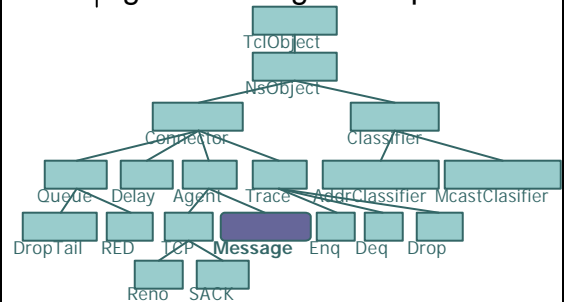 TclObject
NsObject
Connector Classifier
Queue Delay Agent Trace AddrClassifier McastClasifier
DropTail RED TCP Message Enq Deq Drop
Reno SACK